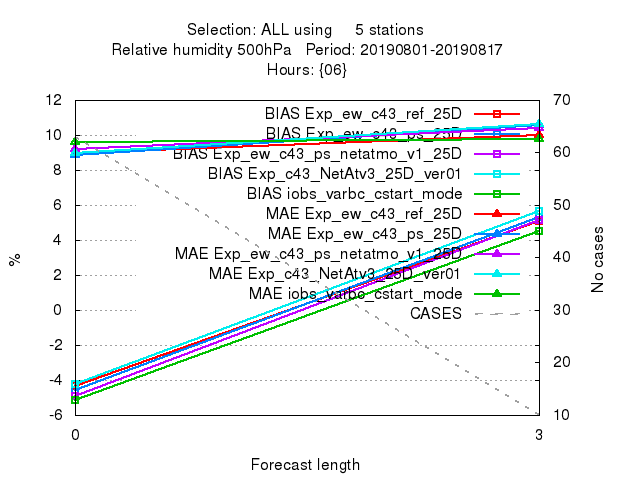 Selection: ALL using 5 stations
Relative humidity 500hPa Period: 20190801-20190817
Hours: {06}
12 70
BIAS Exp_ew_c43_ref_25D
10 BIAS Exp_ew_c43_ps_25D
60
BIAS Exp_ew_c43_ps_netatmo_v1_25D
8 BIAS Exp_c43_NetAtv3_25D_ver01
BIAS iobs_varbc_cstart_mode
6 50
MAE Exp_ew_c43_ref_25D
MAE Exp_ew_c43_ps_25D
4
MAE Exp_ew_c43_ps_netatmo_v1_25D
40
% No cases
2 MAE Exp_c43_NetAtv3_25D_ver01
MAE iobs_varbc_cstart_mode
0 CASES 30
-2
20
-4
-6 10
0 3
Forecast length